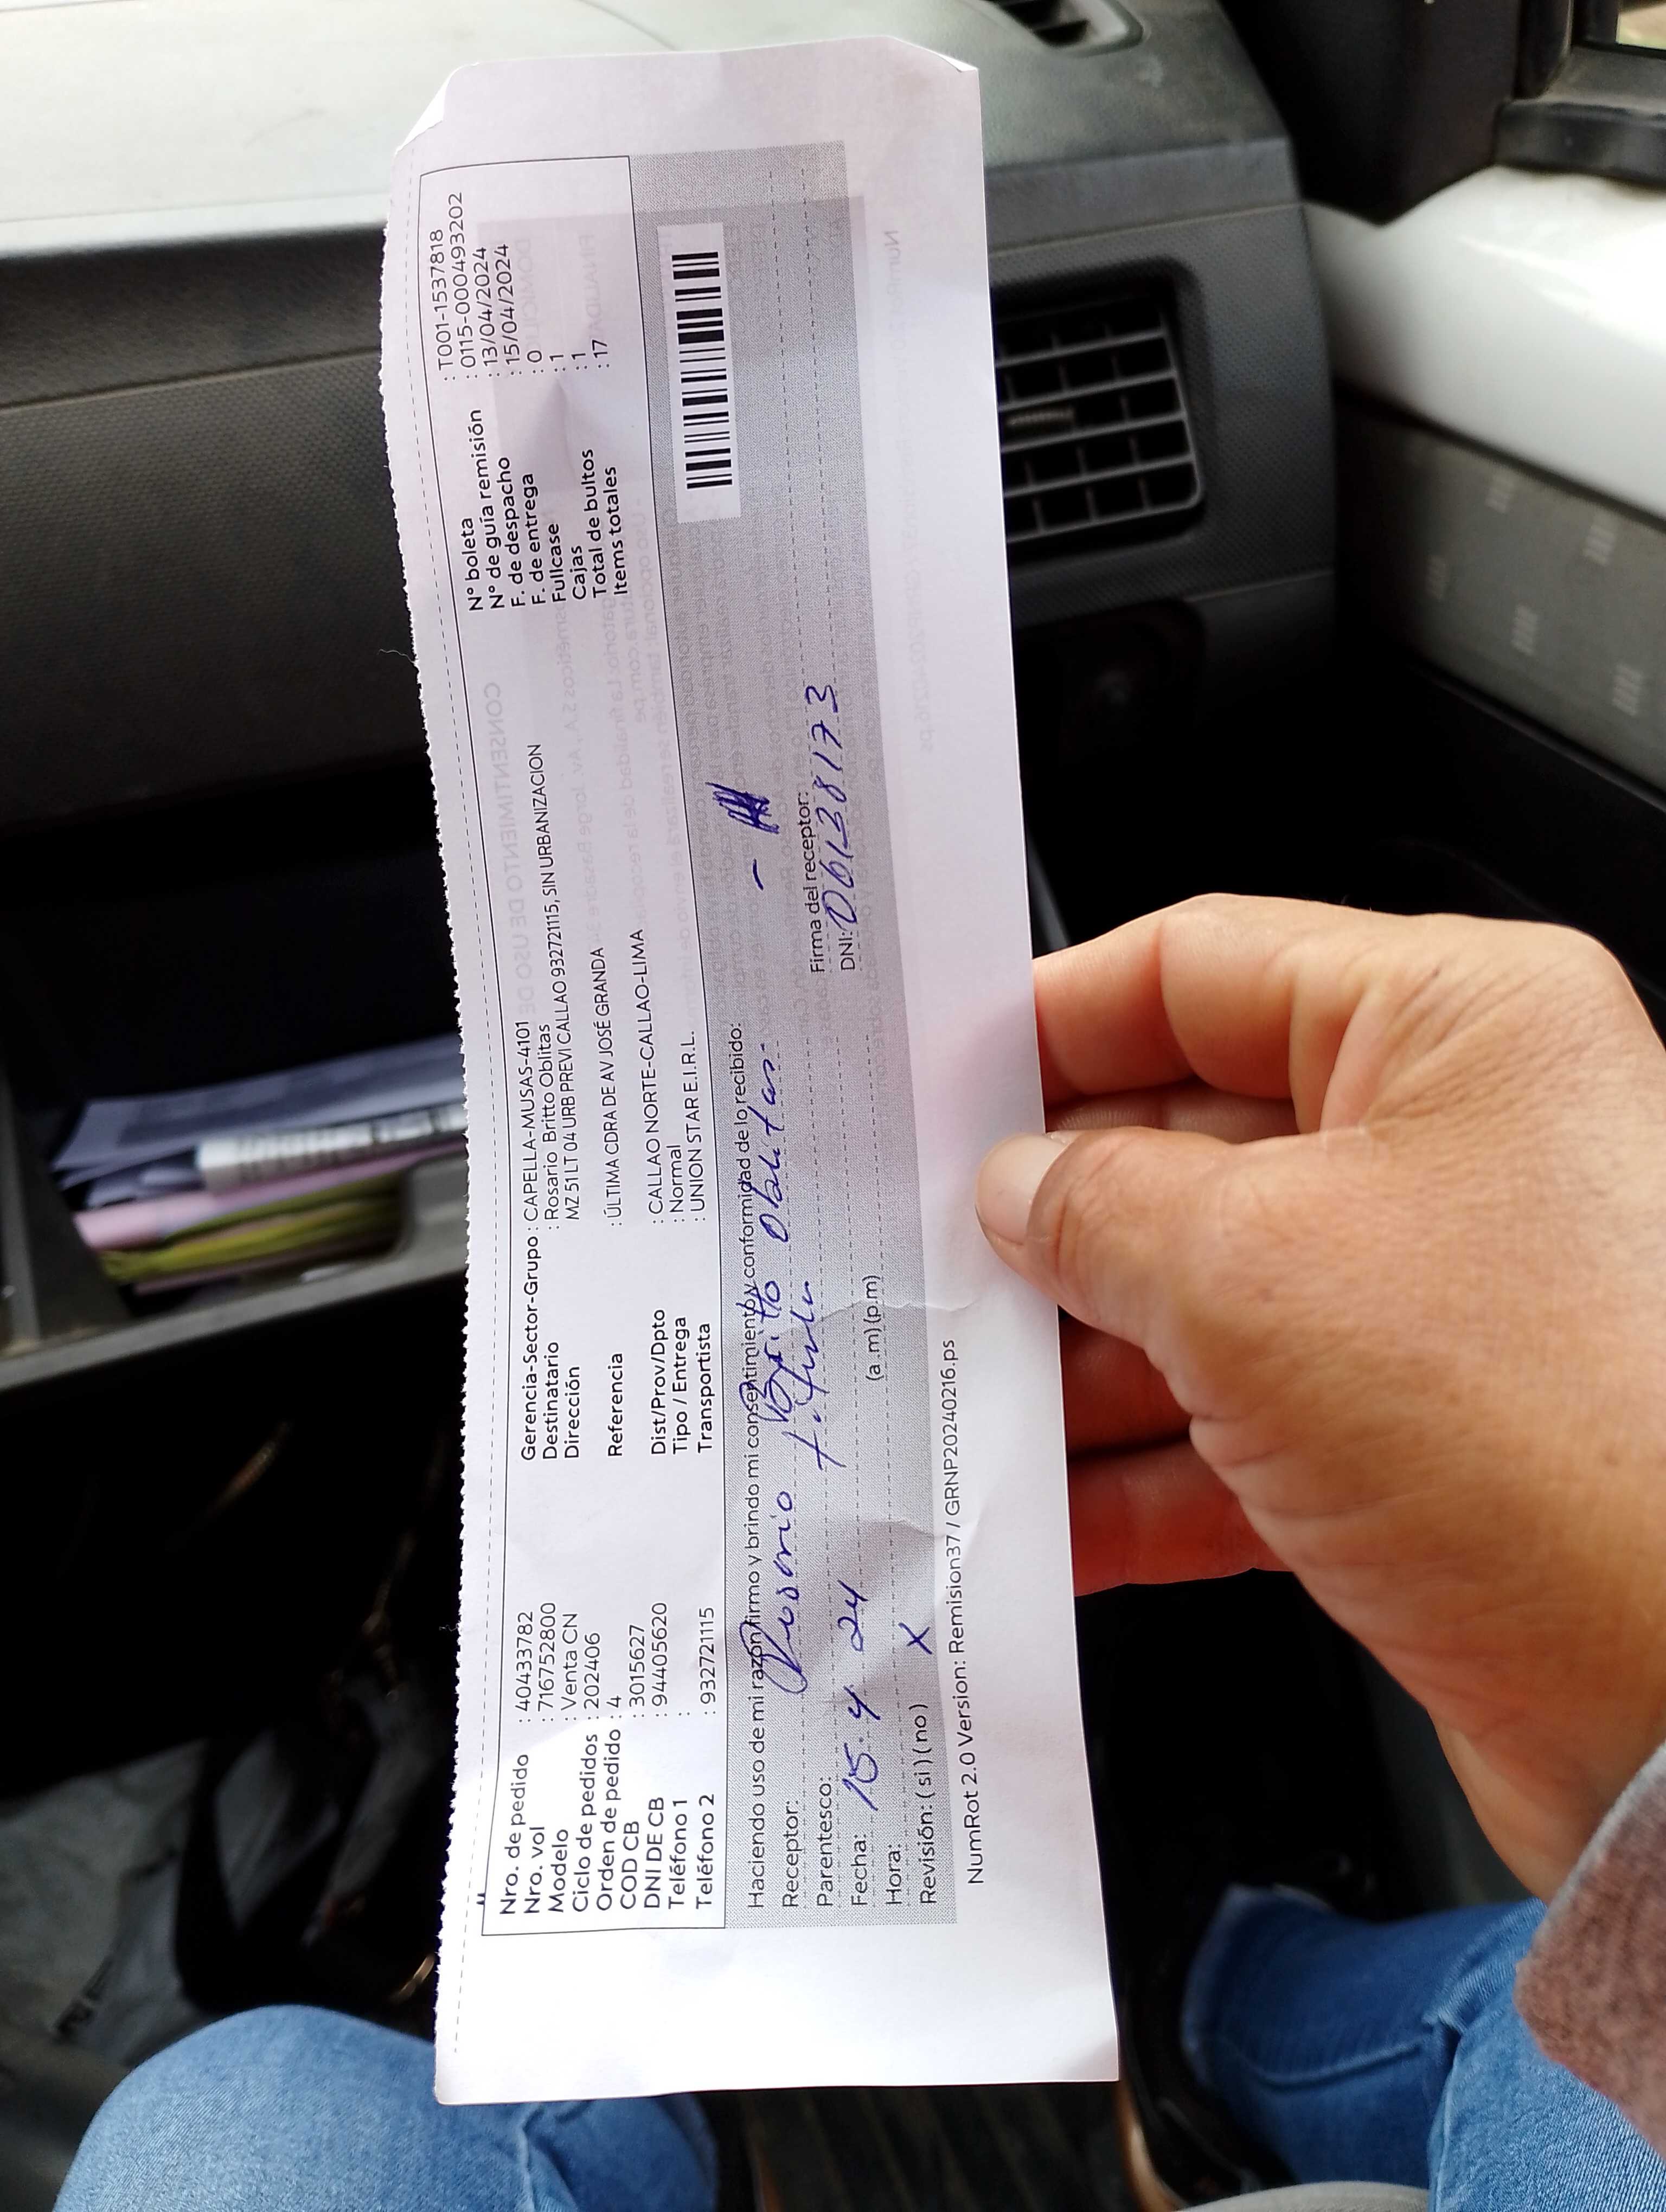 Nro. de pedido : 40433782
Nro. vol : 716752800
Modelo : Venta CN
Ciclo de pedidos : 202406
Orden de pedido : 4
COD CB : 3015627
DNI DE CB : 94405620
Teléfono 1 :
Teléfono 2 : 932721115
Gerencia-Sector-Grupo : CAPELLA-MUSAS-4101
Destinatario : Rosario Britto Oblitas
Dirección MZ 51 LT 04 URB PREVI CALLAO 932721115, SIN URBANIZACION
Referencia : ÚLTIMA CDRA DE AV JOSÉ GRANDA
Dist/Prov/Dpto : CALLAO NORTE-CALLAO-LIMA
Tipo / Entrega : Normal
Transportista : UNION STAR E.I.R.L.
N° boleta : T001-1537818
N° de guía remisión : 0115-0000493202
F. de despacho : 13/04/2024
F. de entrega : 15/04/2024
Fullcase : 0
Cajas : 1
Total de bultos : 1
Items totales : 17
Haciendo uso de mi razón firmo y brindo mi consentimiento y conformidad de lo recibido:
Receptor: Rosario Britto Oblitas
Parentesco: titular
Firma del receptor:
Fecha: 15. 4 24
DNI: 06138173
Hora: (a .m) (p.m)
Revisión: ( si ) ( no ) X
NumRot 2.0 Version: Remision37 / GRNP20240216.ps